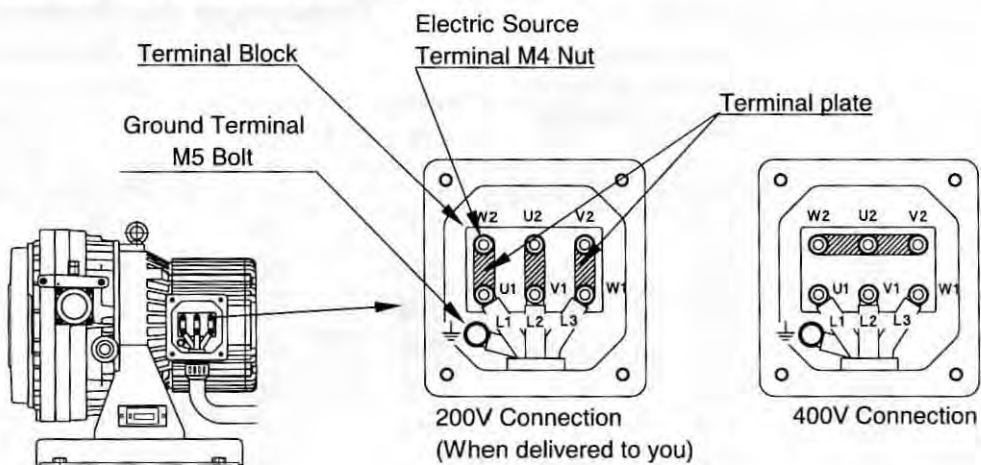 Electric Source
Terminal M4 Nut
Terminal Block
Terminal plate
Ground Terminal
M5 Bolt
W2 U2 V2
U1 V1 W1
L1 L2 L3
200V Connection
(When delivered to you)
W2 U2 V2
U1 V1 W1
L1 L2 L3
400V Connection